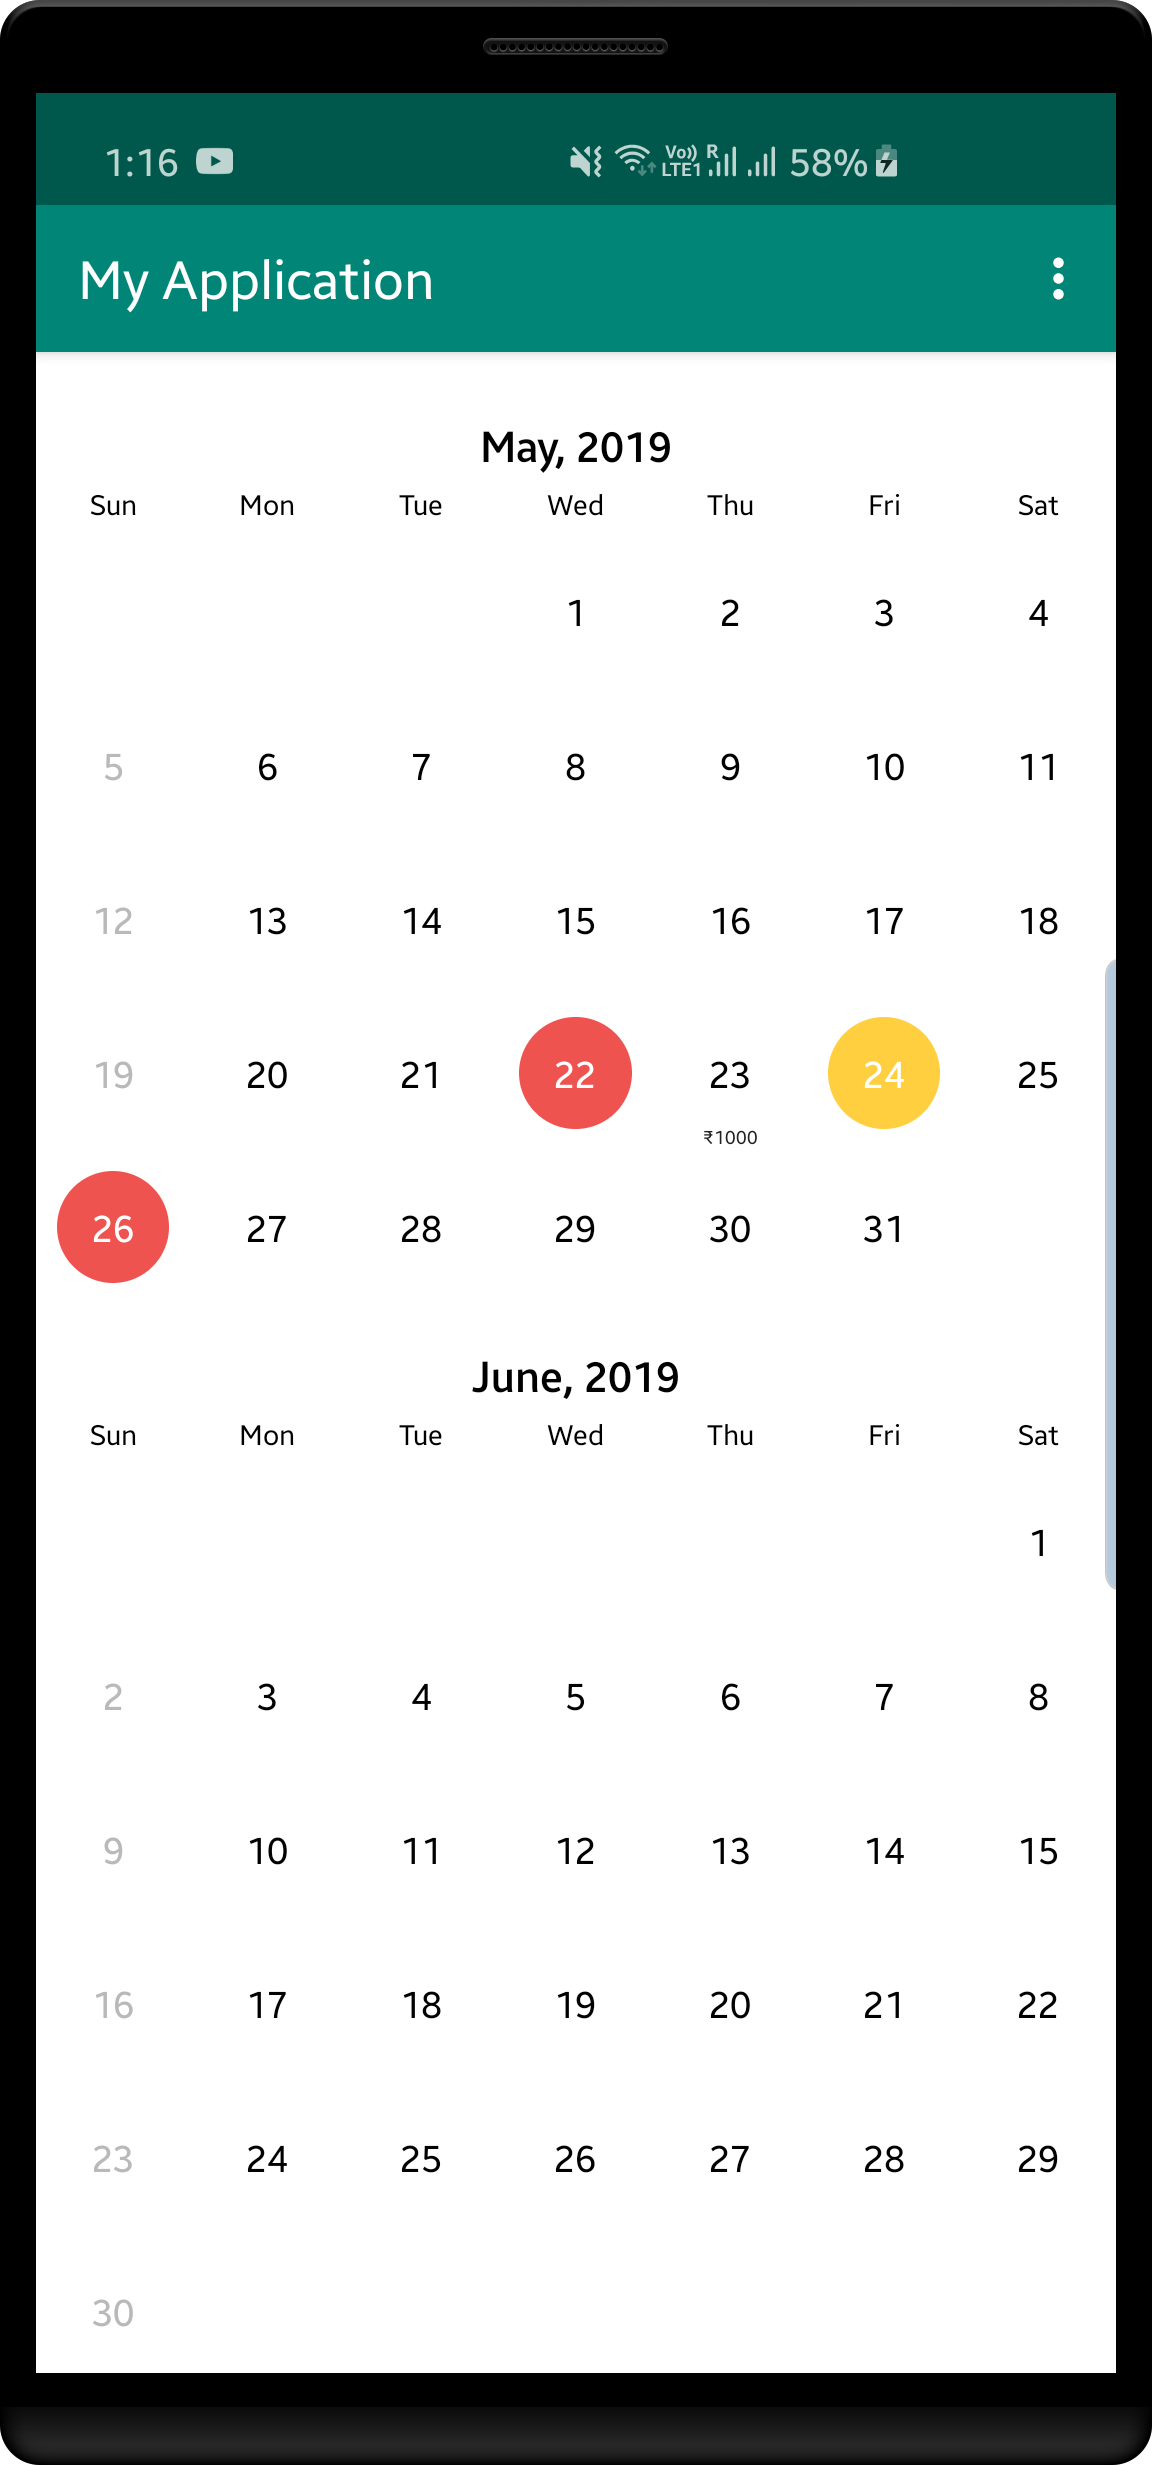 1:16 Vo)) LTE1 R 58%
My Application
May, 2019
Sun Mon Tue Wed Thu Fri Sat
1 2 3 4
5 6 7 8 9 10 11
12 13 14 15 16 17 18
19 20 21 22 23 24 25
₹1000
26 27 28 29 30 31
June, 2019
Sun Mon Tue Wed Thu Fri Sat
1
2 3 4 5 6 7 8
9 10 11 12 13 14 15
16 17 18 19 20 21 22
23 24 25 26 27 28 29
30